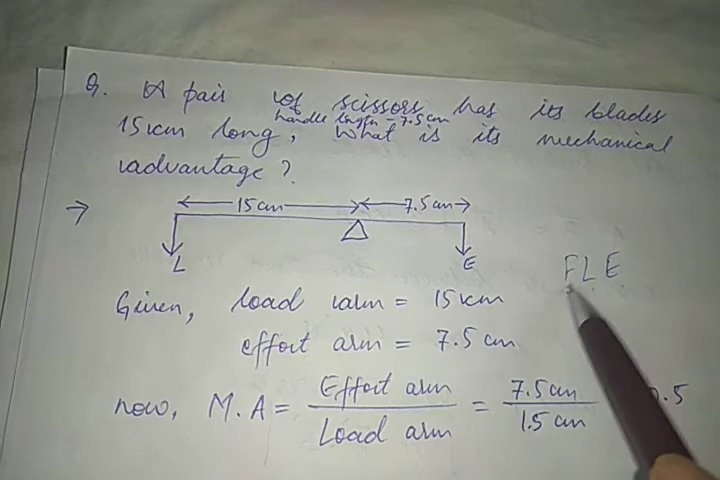 Q. A pair of scissors has its blades
handle length - 7.5cm
15 cm long, What is its mechanical
advantage?
→ 15 cm 7.5 cm
L E
F L E
Given, load arm = 15 cm
effort arm = 7.5 cm
now, M.A = Effort arm / Load arm = 7.5 cm / 1.5 cm 0.5